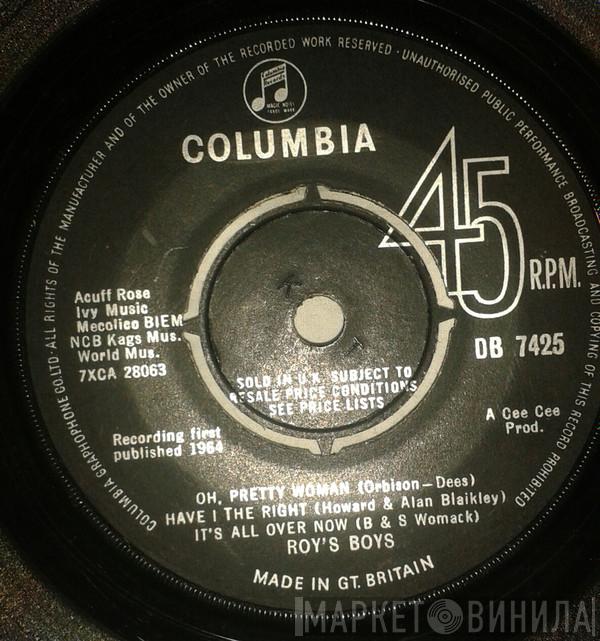 COLUMBIA GRAPHOPHONE CO.LTD · ALL RIGHTS OF THE MANUFACTURER AND OF THE OWNER OF THE RECORDED WORK RESERVED · UNAUTHORISED PUBLIC PERFORMANCE BROADCASTING AND COPYING OF THIS RECORD PROHIBITED
COLUMBIA
45
R.P.M.
Acuff Rose
Ivy Music
Mecolico BIEM
NCB Kags Mus.
World Mus.
7XCA 28063
DB 7425
SOLD IN U.K. SUBJECT TO
RESALE PRICE CONDITIONS
SEE PRICE LISTS
Recording first
published 1964
A Cee Cee
Prod.
OH, PRETTY WOMAN (Orbison-Dees)
HAVE I THE RIGHT (Howard & Alan Blaikley)
IT'S ALL OVER NOW (B & S Womack)
ROY'S BOYS
MADE IN GT. BRITAIN
МАРКЕТ ВИНИЛА